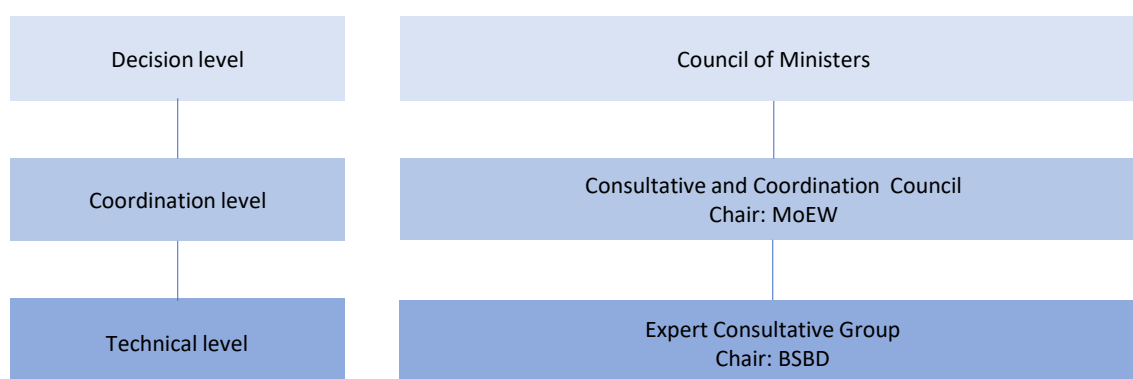 Decision level
Council of Ministers
Coordination level
Consultative and Coordination Council
Chair: MoEW
Technical level
Expert Consultative Group
Chair: BSBD